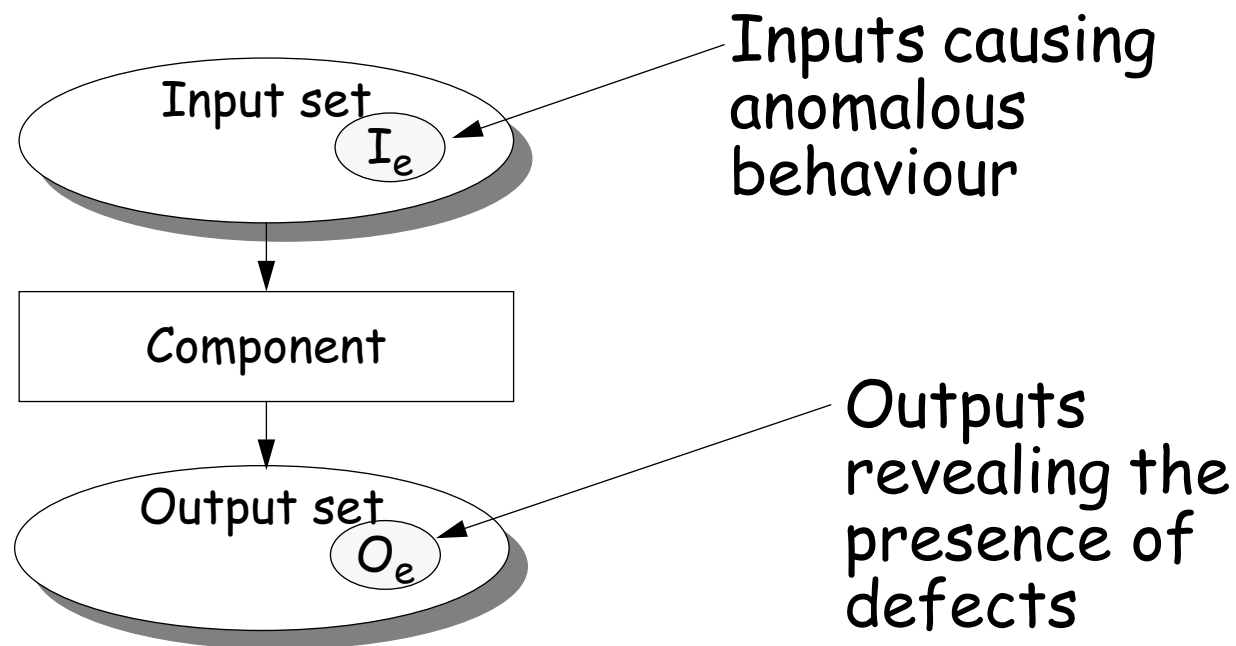 Inputs causing
anomalous
behaviour
Input set
Ie
Component
Outputs
revealing the
presence of
defects
Output set
Oe